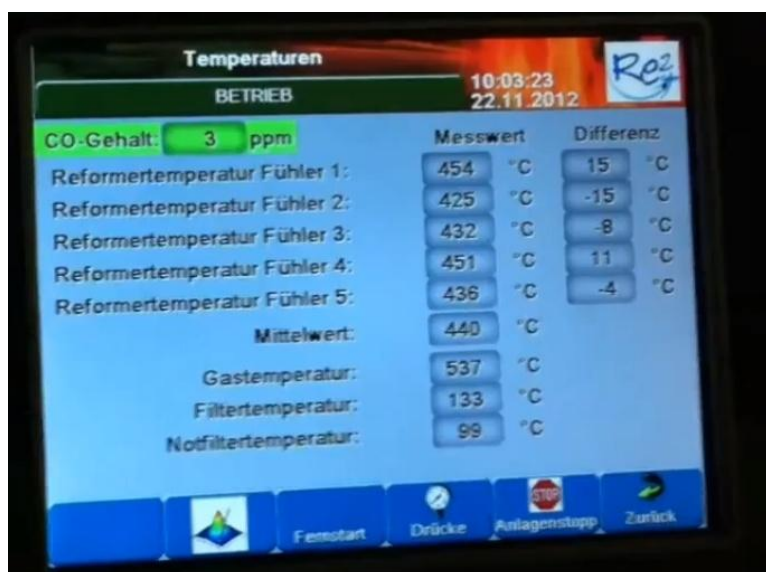 Temperaturen
BETRIEB
10:03:23
22.11.2012
Re2
CO-Gehalt: 3 ppm
Messwert Differenz
Reformertemperatur Fühler 1: 454 °C 15 °C
Reformertemperatur Fühler 2: 425 °C -15 °C
Reformertemperatur Fühler 3: 432 °C -8 °C
Reformertemperatur Fühler 4: 451 °C 11 °C
Reformertemperatur Fühler 5: 436 °C -4 °C
Mittelwert: 440 °C
Gastemperatur: 537 °C
Filtertemperatur: 133 °C
Notfiltertemperatur: 99 °C
Fernstart Drücke STOP Anlagenstopp Zurück